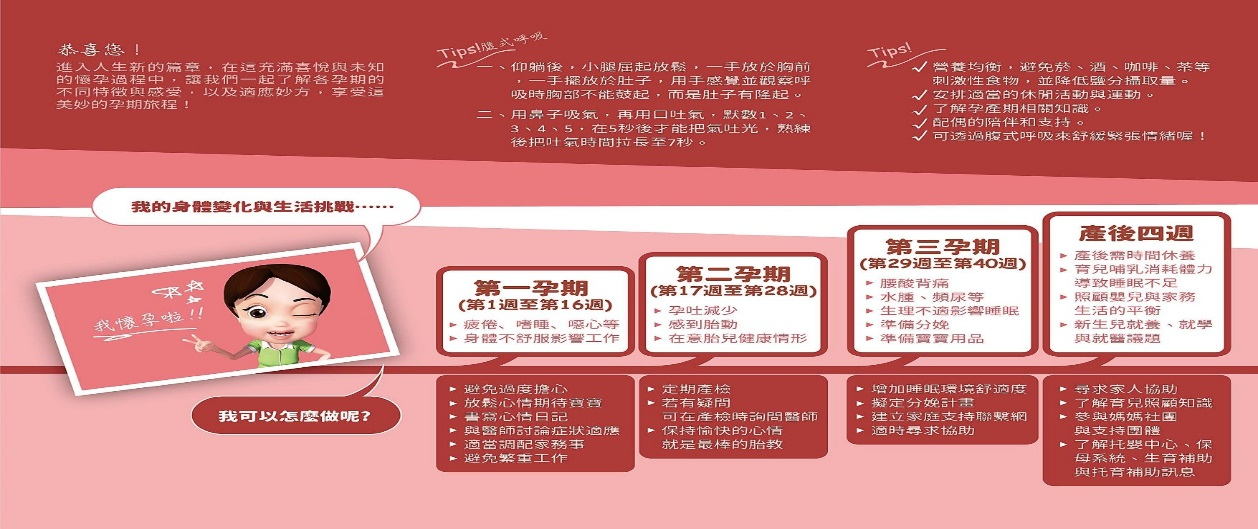 恭喜您！
進入人生新的篇章，在這充滿喜悅與未知
的懷孕過程中，讓我們一起了解各孕期的
不同特徵與感受，以及適應妙方，享受這
美妙的孕期旅程！
Tips!腹式呼吸
一、仰躺後，小腿屈起放鬆，一手放於胸前
，一手擺放於肚子，用手感覺並觀察呼
吸時胸部不能鼓起，而是肚子有隆起。
二、用鼻子吸氣，再用口吐氣，默數1、2、
3、4、5，在5秒後才能把氣吐光，熟練
後把吐氣時間拉長至7秒。
Tips!
✓ 營養均衡，避免菸、酒、咖啡、茶等
刺激性食物，並降低鹽分攝取量。
✓ 安排適當的休閒活動與運動。
✓ 了解孕產期相關知識。
✓ 配偶的陪伴和支持。
✓ 可透過腹式呼吸來舒緩緊張情緒喔！
我的身體變化與生活挑戰……
我懷孕啦!!
第一孕期
(第1週至第16週)
► 疲倦、嗜睡、噁心等
► 身體不舒服影響工作
第二孕期
(第17週至第28週)
► 孕吐減少
► 感到胎動
► 在意胎兒健康情形
第三孕期
(第29週至第40週)
► 腰酸背痛
► 水腫、頻尿等
► 生理不適影響睡眠
► 準備分娩
► 準備寶寶用品
產後四週
► 產後需時間休養
► 育兒哺乳消耗體力
導致睡眠不足
► 照顧嬰兒與家務
生活的平衡
► 新生兒就養、就學
與就醫議題
我可以怎麼做呢?
► 避免過度擔心
► 放鬆心情期待寶寶
► 書寫心情日記
► 與醫師討論症狀適應
► 適當調配家務事
► 避免繁重工作
► 定期產檢
► 若有疑問
可在產檢時詢問醫師
► 保持愉快的心情
就是最棒的胎教
► 增加睡眠環境舒適度
► 擬定分娩計畫
► 建立家庭支持聯繫網
► 適時尋求協助
► 尋求家人協助
► 了解育兒照顧知識
► 參與媽媽社團
與支持團體
► 了解托嬰中心、保
母系統、生育補助
與托育補助訊息